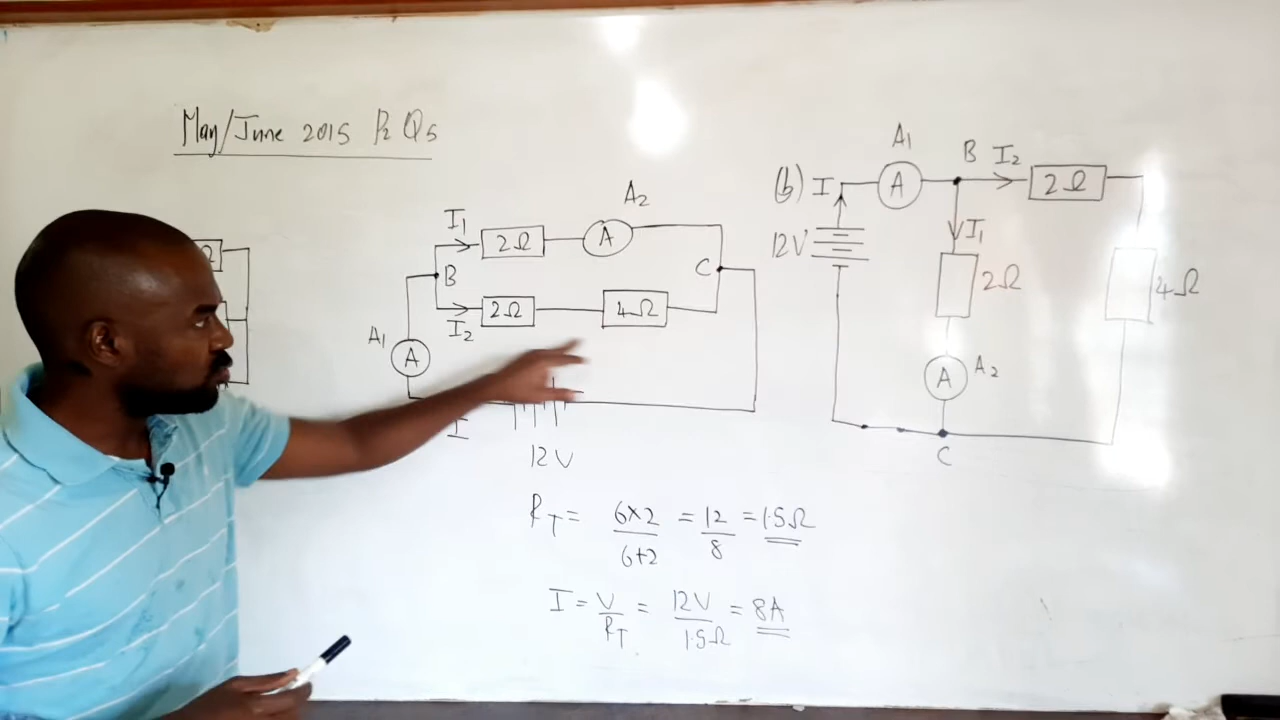 May/June 2015 P2 Q5
Ω
A1
A
I
I1
2Ω
A
A2
B
C
I2
2Ω
4Ω
12V
RT = 6×2 / 6+2 = 12 / 8 = 1.5Ω
I = V / RT = 12V / 1.5Ω = 8A
(b)
I
12V
A1
A
B
I2
2Ω
I1
2Ω
4Ω
A
A2
C